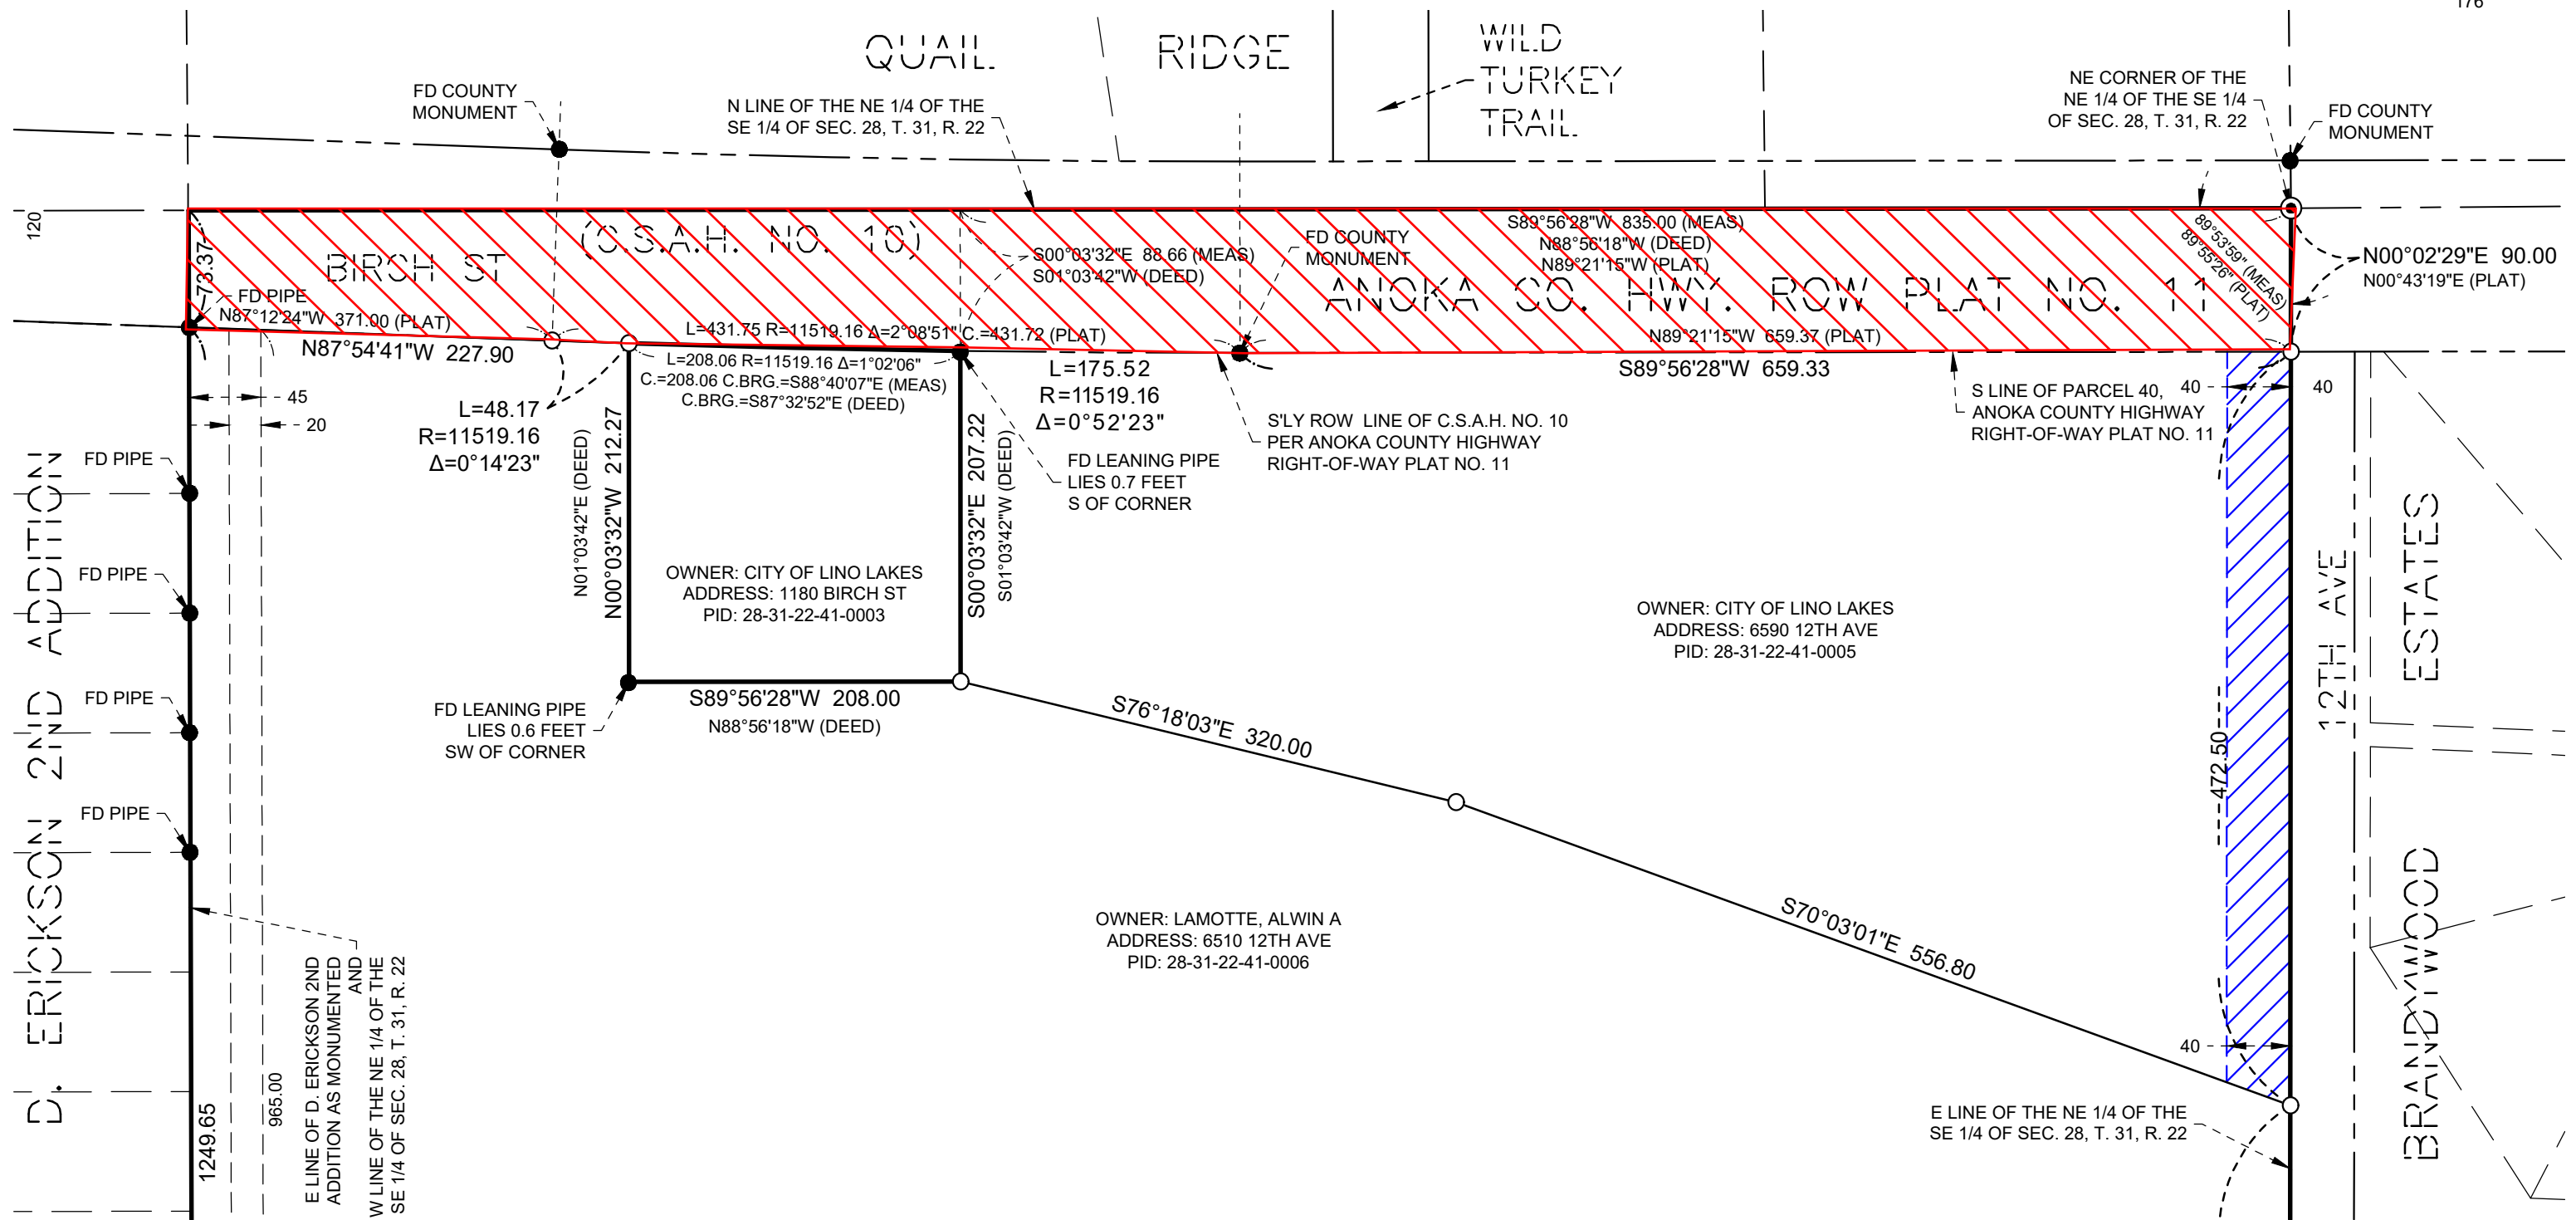 176
QUAIL RIDGE
WILD
TURKEY
TRAIL
FD COUNTY
MONUMENT
N LINE OF THE NE 1/4 OF THE
SE 1/4 OF SEC. 28, T. 31, R. 22
NE CORNER OF THE
NE 1/4 OF THE SE 1/4
OF SEC. 28, T. 31, R. 22
FD COUNTY
MONUMENT
120
73.37
BIRCH ST
(C.S.A.H. NO. 10)
FD PIPE
N87°12'24"W 371.00 (PLAT)
S00°03'32"E 88.66 (MEAS)
S01°03'42"W (DEED)
FD COUNTY
MONUMENT
S89°56'28"W 835.00 (MEAS)
N88°56'18"W (DEED)
N89°21'15"W (PLAT)
ANOKA CO. HWY. ROW PLAT NO. 11
89°53'59" (MEAS)
89°55'26" (PLAT)
N00°02'29"E 90.00
N00°43'19"E (PLAT)
L=431.75 R=11519.16 Δ=2°08'51" C.=431.72 (PLAT)
N89°21'15"W 659.37 (PLAT)
N87°54'41"W 227.90
L=208.06 R=11519.16 Δ=1°02'06"
C.=208.06 C.BRG.=S88°40'07"E (MEAS)
C.BRG.=S87°32'52"E (DEED)
L=175.52
R=11519.16
Δ=0°52'23"
S89°56'28"W 659.33
45
20
L=48.17
R=11519.16
Δ=0°14'23"
40
40
S'LY ROW LINE OF C.S.A.H. NO. 10
PER ANOKA COUNTY HIGHWAY
RIGHT-OF-WAY PLAT NO. 11
S LINE OF PARCEL 40,
ANOKA COUNTY HIGHWAY
RIGHT-OF-WAY PLAT NO. 11
FD LEANING PIPE
LIES 0.7 FEET
S OF CORNER
N01°03'42"E (DEED)
N00°03'32"W 212.27
S00°03'32"E 207.22
S01°03'42"W (DEED)
FD PIPE
FD PIPE
FD PIPE
FD PIPE
D. ERICKSON 2ND ADDITION
OWNER: CITY OF LINO LAKES
ADDRESS: 1180 BIRCH ST
PID: 28-31-22-41-0003
OWNER: CITY OF LINO LAKES
ADDRESS: 6590 12TH AVE
PID: 28-31-22-41-0005
S89°56'28"W 208.00
N88°56'18"W (DEED)
FD LEANING PIPE
LIES 0.6 FEET
SW OF CORNER
S76°18'03"E 320.00
472.50
12TH AVE
BRANDYWOOD ESTATES
S70°03'01"E 556.80
OWNER: LAMOTTE, ALWIN A
ADDRESS: 6510 12TH AVE
PID: 28-31-22-41-0006
40
1249.65
965.00
E LINE OF D. ERICKSON 2ND
ADDITION AS MONUMENTED
AND
W LINE OF THE NE 1/4 OF THE
SE 1/4 OF SEC. 28, T. 31, R. 22
E LINE OF THE NE 1/4 OF THE
SE 1/4 OF SEC. 28, T. 31, R. 22